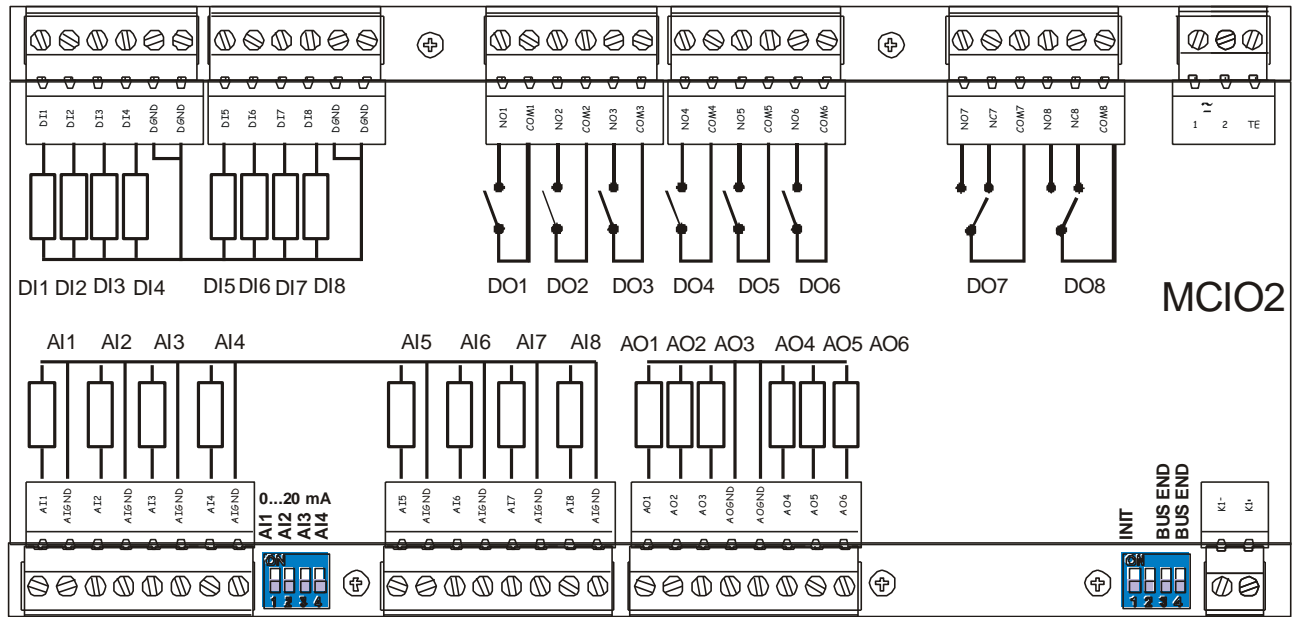 DI1 DI2 DI3 DI4 DGND DGND DI5 DI6 DI7 DI8 DGND DGND NO1 COM1 NO2 COM2 NO3 COM3 NO4 COM4 NO5 COM5 NO6 COM6 NO7 NC7 COM7 NO8 NC8 COM8 1 ~ 2 TE
DI1 DI2 DI3 DI4 DI5 DI6 DI7 DI8 DO1 DO2 DO3 DO4 DO5 DO6 DO7 DO8
MCIO2
AI1 AI2 AI3 AI4 AI5 AI6 AI7 AI8 AO1 AO2 AO3 AO4 AO5 AO6
AI1 AIGND AI2 AIGND AI3 AIGND AI4 AIGND
0...20 mA
AI1
AI2
AI3
AI4
AI5 AIGND AI6 AIGND AI7 AIGND AI8 AIGND
AO1 AO2 AO3 AOGND AOGND AO4 AO5 AO6
INIT
BUS END
BUS END
K1- K1+
ON
1 2 3 4
ON
1 2 3 4